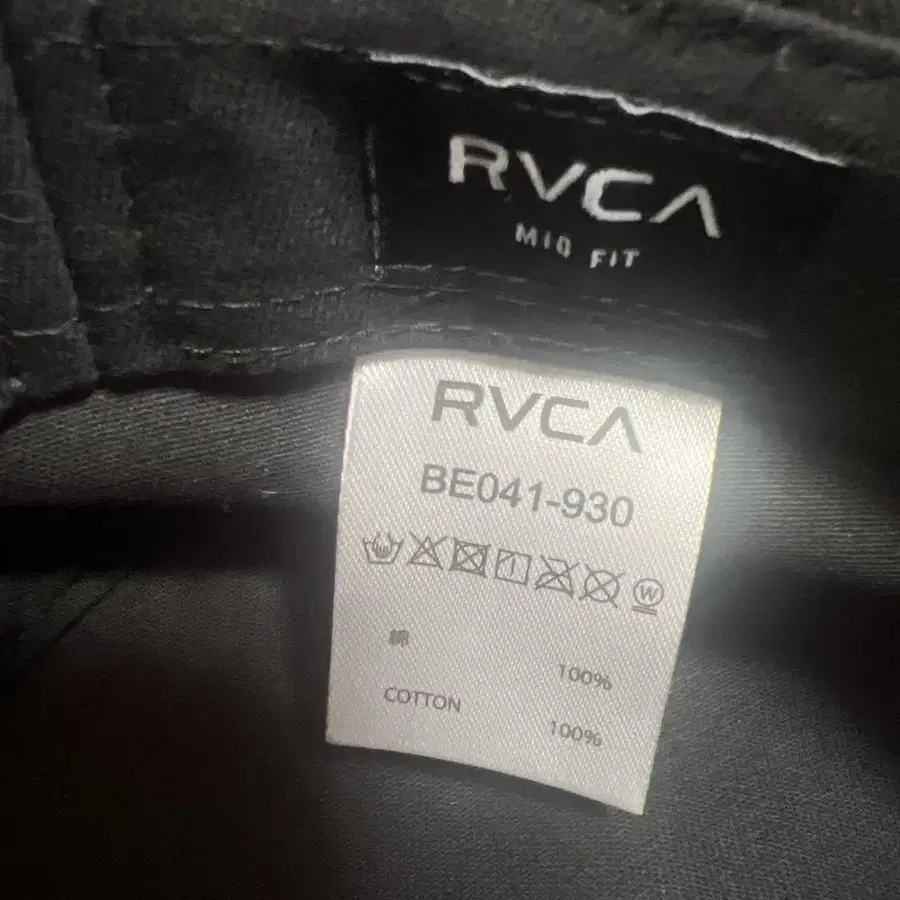 RVCA
MID FIT
RVCA
BE041-930
W
綿 100%
COTTON 100%